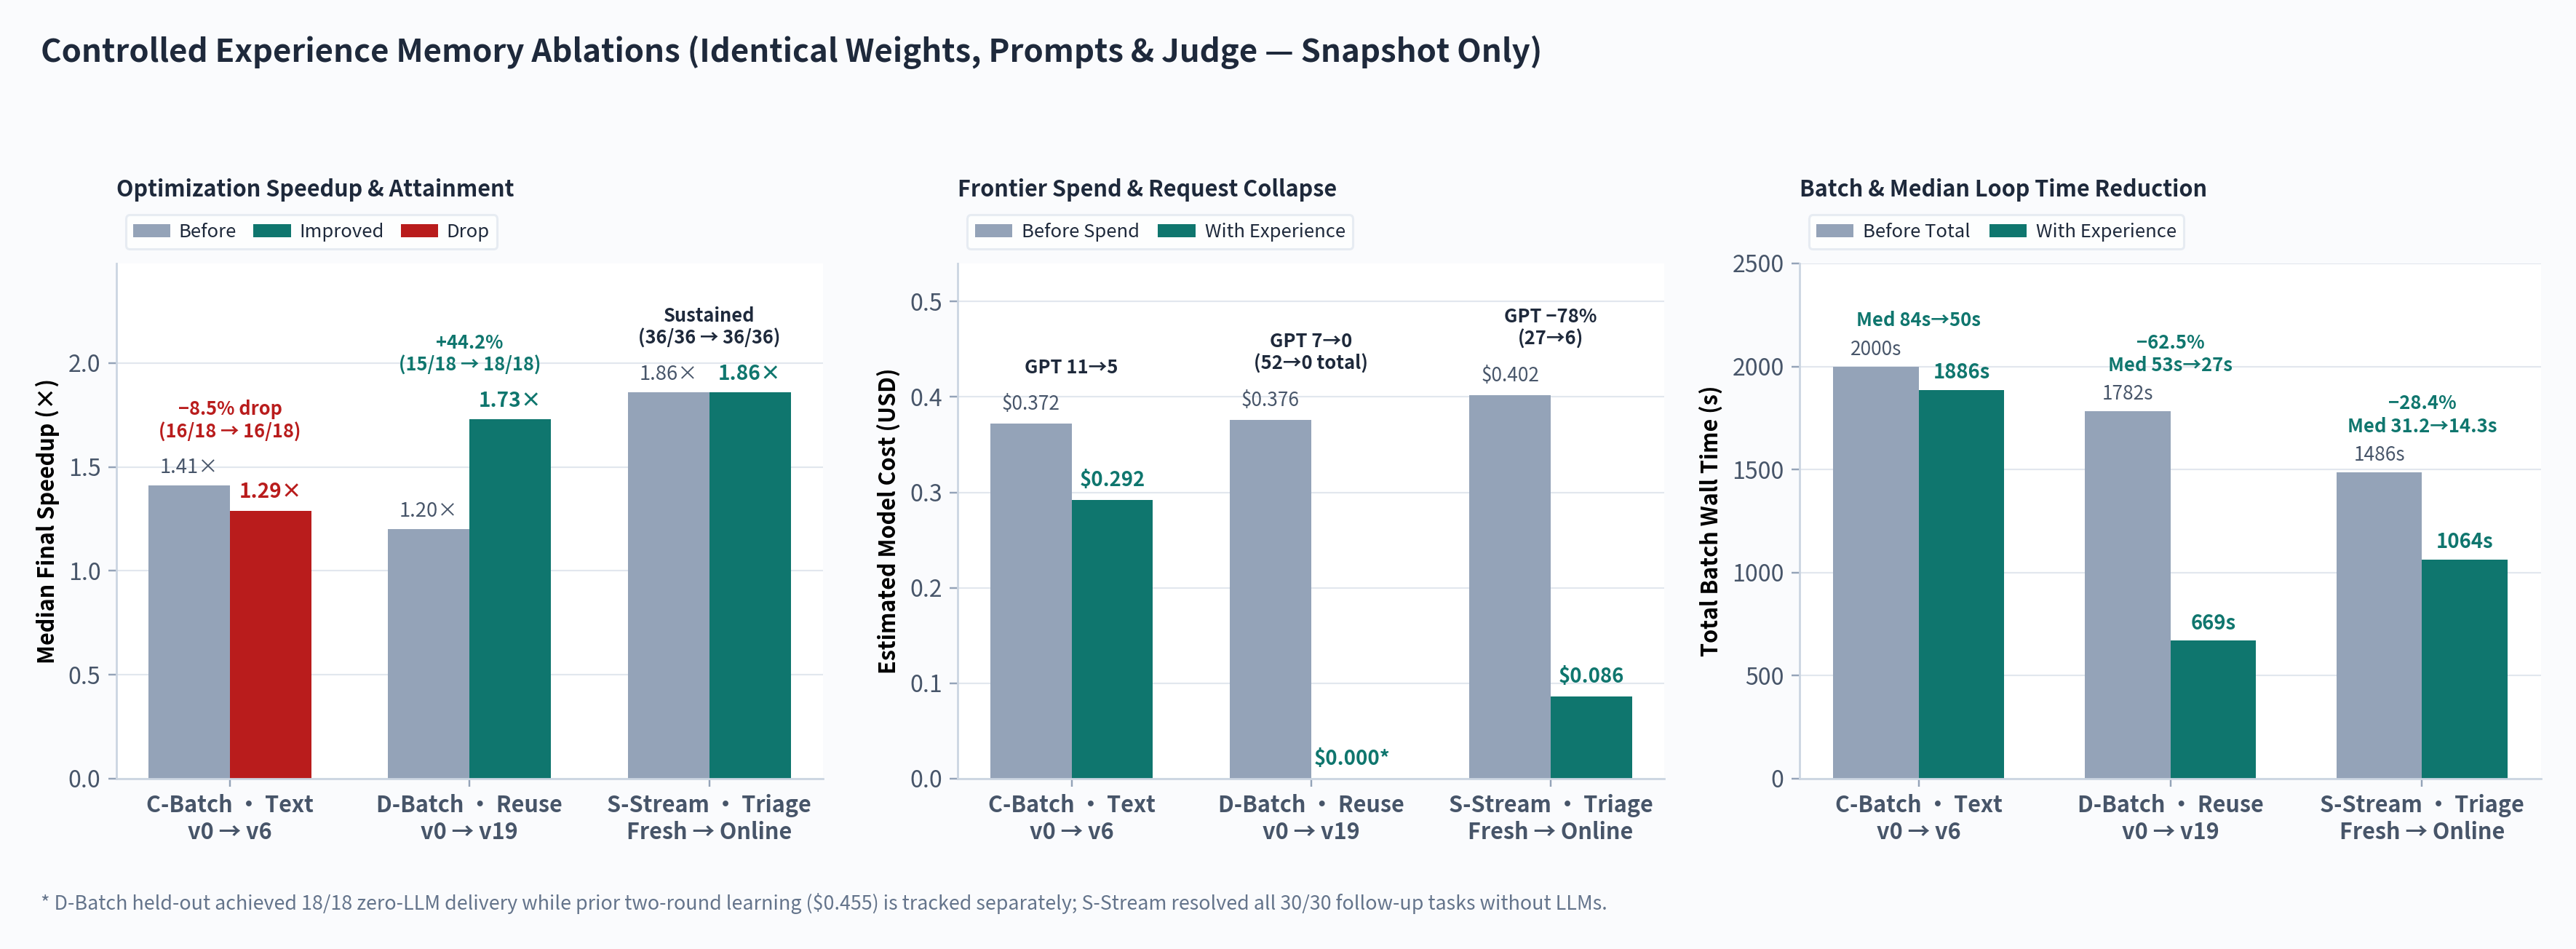 Controlled Experience Memory Ablations (Identical Weights, Prompts & Judge — Snapshot Only)
Optimization Speedup & Attainment
Before
Improved
Drop
Median Final Speedup (×)
2.0
1.5
1.0
0.5
0.0
−8.5% drop
(16/18 → 16/18)
1.41×
1.29×
+44.2%
(15/18 → 18/18)
1.20×
1.73×
Sustained
(36/36 → 36/36)
1.86×
1.86×
C-Batch • Text
v0 → v6
D-Batch • Reuse
v0 → v19
S-Stream • Triage
Fresh → Online
Frontier Spend & Request Collapse
Before Spend
With Experience
Estimated Model Cost (USD)
0.5
0.4
0.3
0.2
0.1
0.0
GPT 11→5
$0.372
$0.292
GPT 7→0
(52→0 total)
$0.376
$0.000*
GPT −78%
(27→6)
$0.402
$0.086
C-Batch • Text
v0 → v6
D-Batch • Reuse
v0 → v19
S-Stream • Triage
Fresh → Online
Batch & Median Loop Time Reduction
Before Total
With Experience
Total Batch Wall Time (s)
2500
2000
1500
1000
500
0
Med 84s→50s
2000s
1886s
−62.5%
Med 53s→27s
1782s
669s
−28.4%
Med 31.2→14.3s
1486s
1064s
C-Batch • Text
v0 → v6
D-Batch • Reuse
v0 → v19
S-Stream • Triage
Fresh → Online
* D-Batch held-out achieved 18/18 zero-LLM delivery while prior two-round learning ($0.455) is tracked separately; S-Stream resolved all 30/30 follow-up tasks without LLMs.